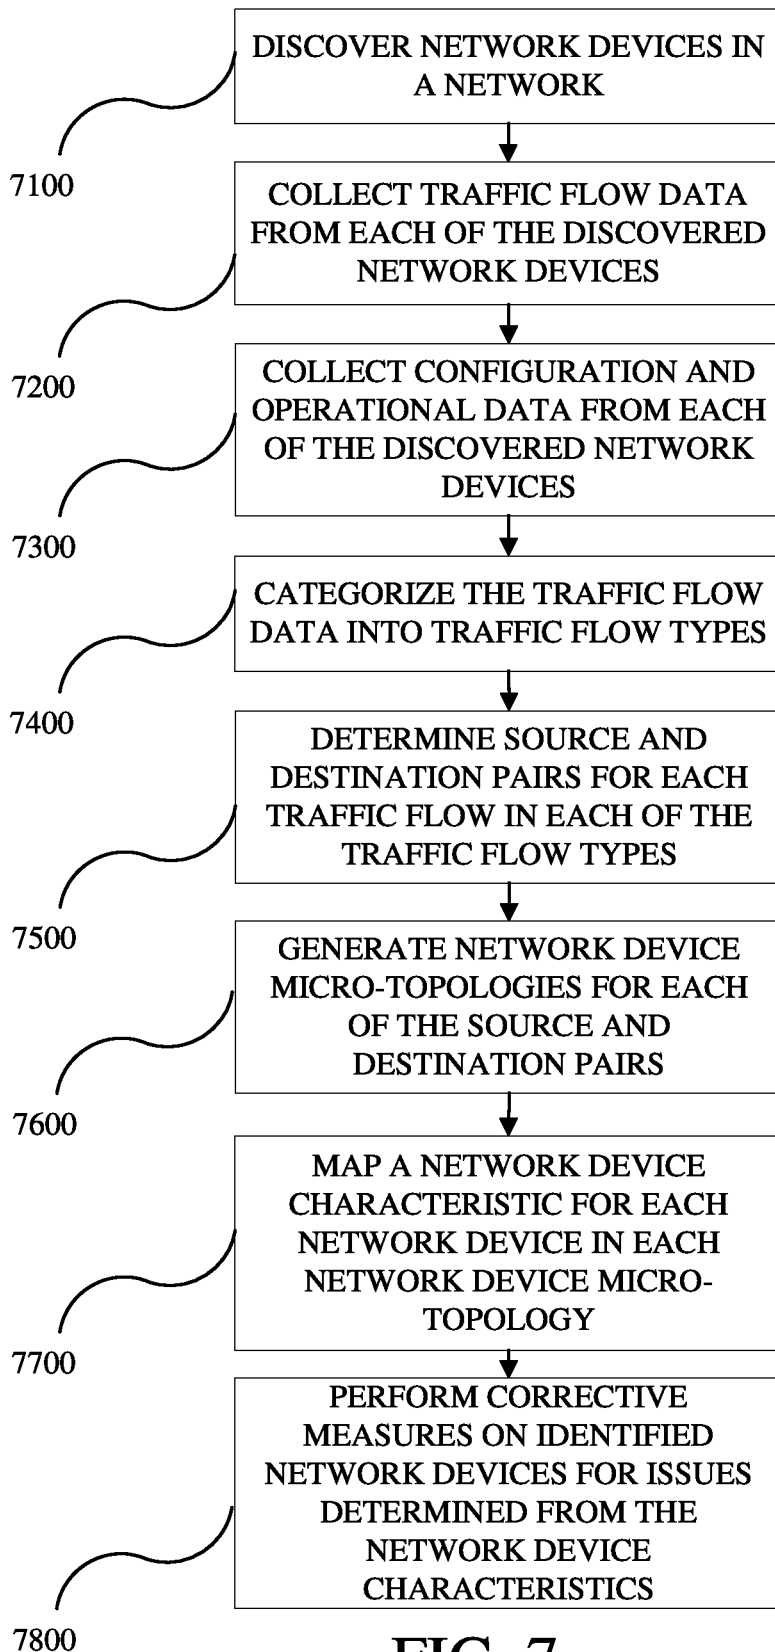 DISCOVER NETWORK DEVICES IN
A NETWORK
7100
COLLECT TRAFFIC FLOW DATA
FROM EACH OF THE DISCOVERED
NETWORK DEVICES
7200
COLLECT CONFIGURATION AND
OPERATIONAL DATA FROM EACH
OF THE DISCOVERED NETWORK
DEVICES
7300
CATEGORIZE THE TRAFFIC FLOW
DATA INTO TRAFFIC FLOW TYPES
7400
DETERMINE SOURCE AND
DESTINATION PAIRS FOR EACH
TRAFFIC FLOW IN EACH OF THE
TRAFFIC FLOW TYPES
7500
GENERATE NETWORK DEVICE
MICRO-TOPOLOGIES FOR EACH
OF THE SOURCE AND
DESTINATION PAIRS
7600
MAP A NETWORK DEVICE
CHARACTERISTIC FOR EACH
NETWORK DEVICE IN EACH
NETWORK DEVICE MICRO-
TOPOLOGY
7700
PERFORM CORRECTIVE
MEASURES ON IDENTIFIED
NETWORK DEVICES FOR ISSUES
DETERMINED FROM THE
NETWORK DEVICE
CHARACTERISTICS
7800
FIG. 7